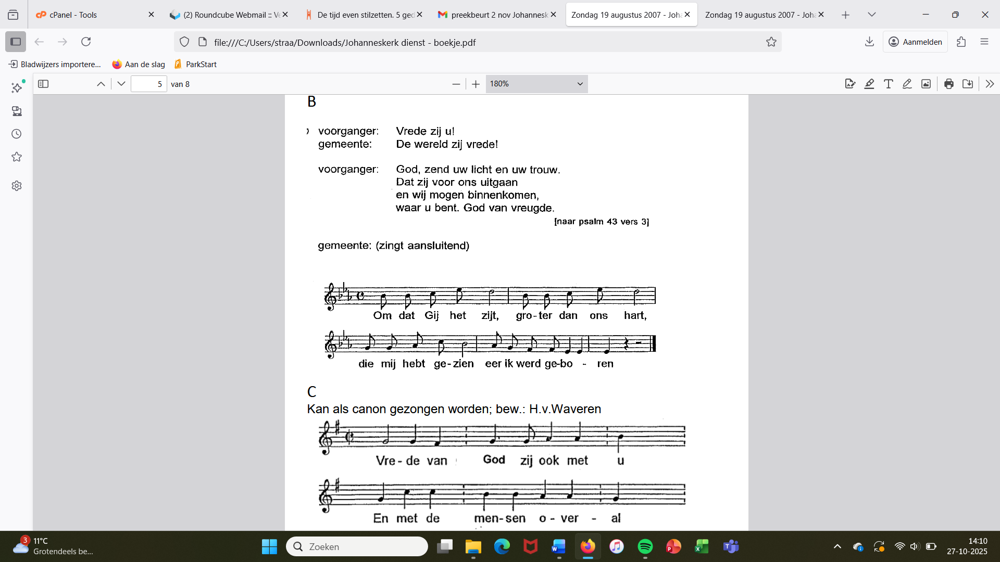 cPanel - Tools
(2) Roundcube Webmail :: Ve
De tijd even stilzetten. 5 ged
preekbeurt 2 nov Johannesk
Zondag 19 augustus 2007 - Joha
Zondag 19 augustus 2007 - Joha
file:///C:/Users/straa/Downloads/Johanneskerk dienst - boekje.pdf
Aanmelden
Bladwijzers importere...
Aan de slag
ParkStart
5 van 8
180%
B
voorganger: Vrede zij u!
gemeente: De wereld zij vrede!
voorganger: God, zend uw licht en uw trouw.
Dat zij voor ons uitgaan
en wij mogen binnenkomen,
waar u bent. God van vreugde.
[naar psalm 43 vers 3]
gemeente: (zingt aansluitend)
Om dat Gij het zijt, gro-ter dan ons hart,
die mij hebt ge-zien eer ik werd ge-bo - ren
C
Kan als canon gezongen worden; bew.: H.v.Waveren
Vre - de van God zij ook met u
En met de men-sen o - ver - al
3
11°C
Grotendeels be...
Zoeken
14:10
27-10-2025